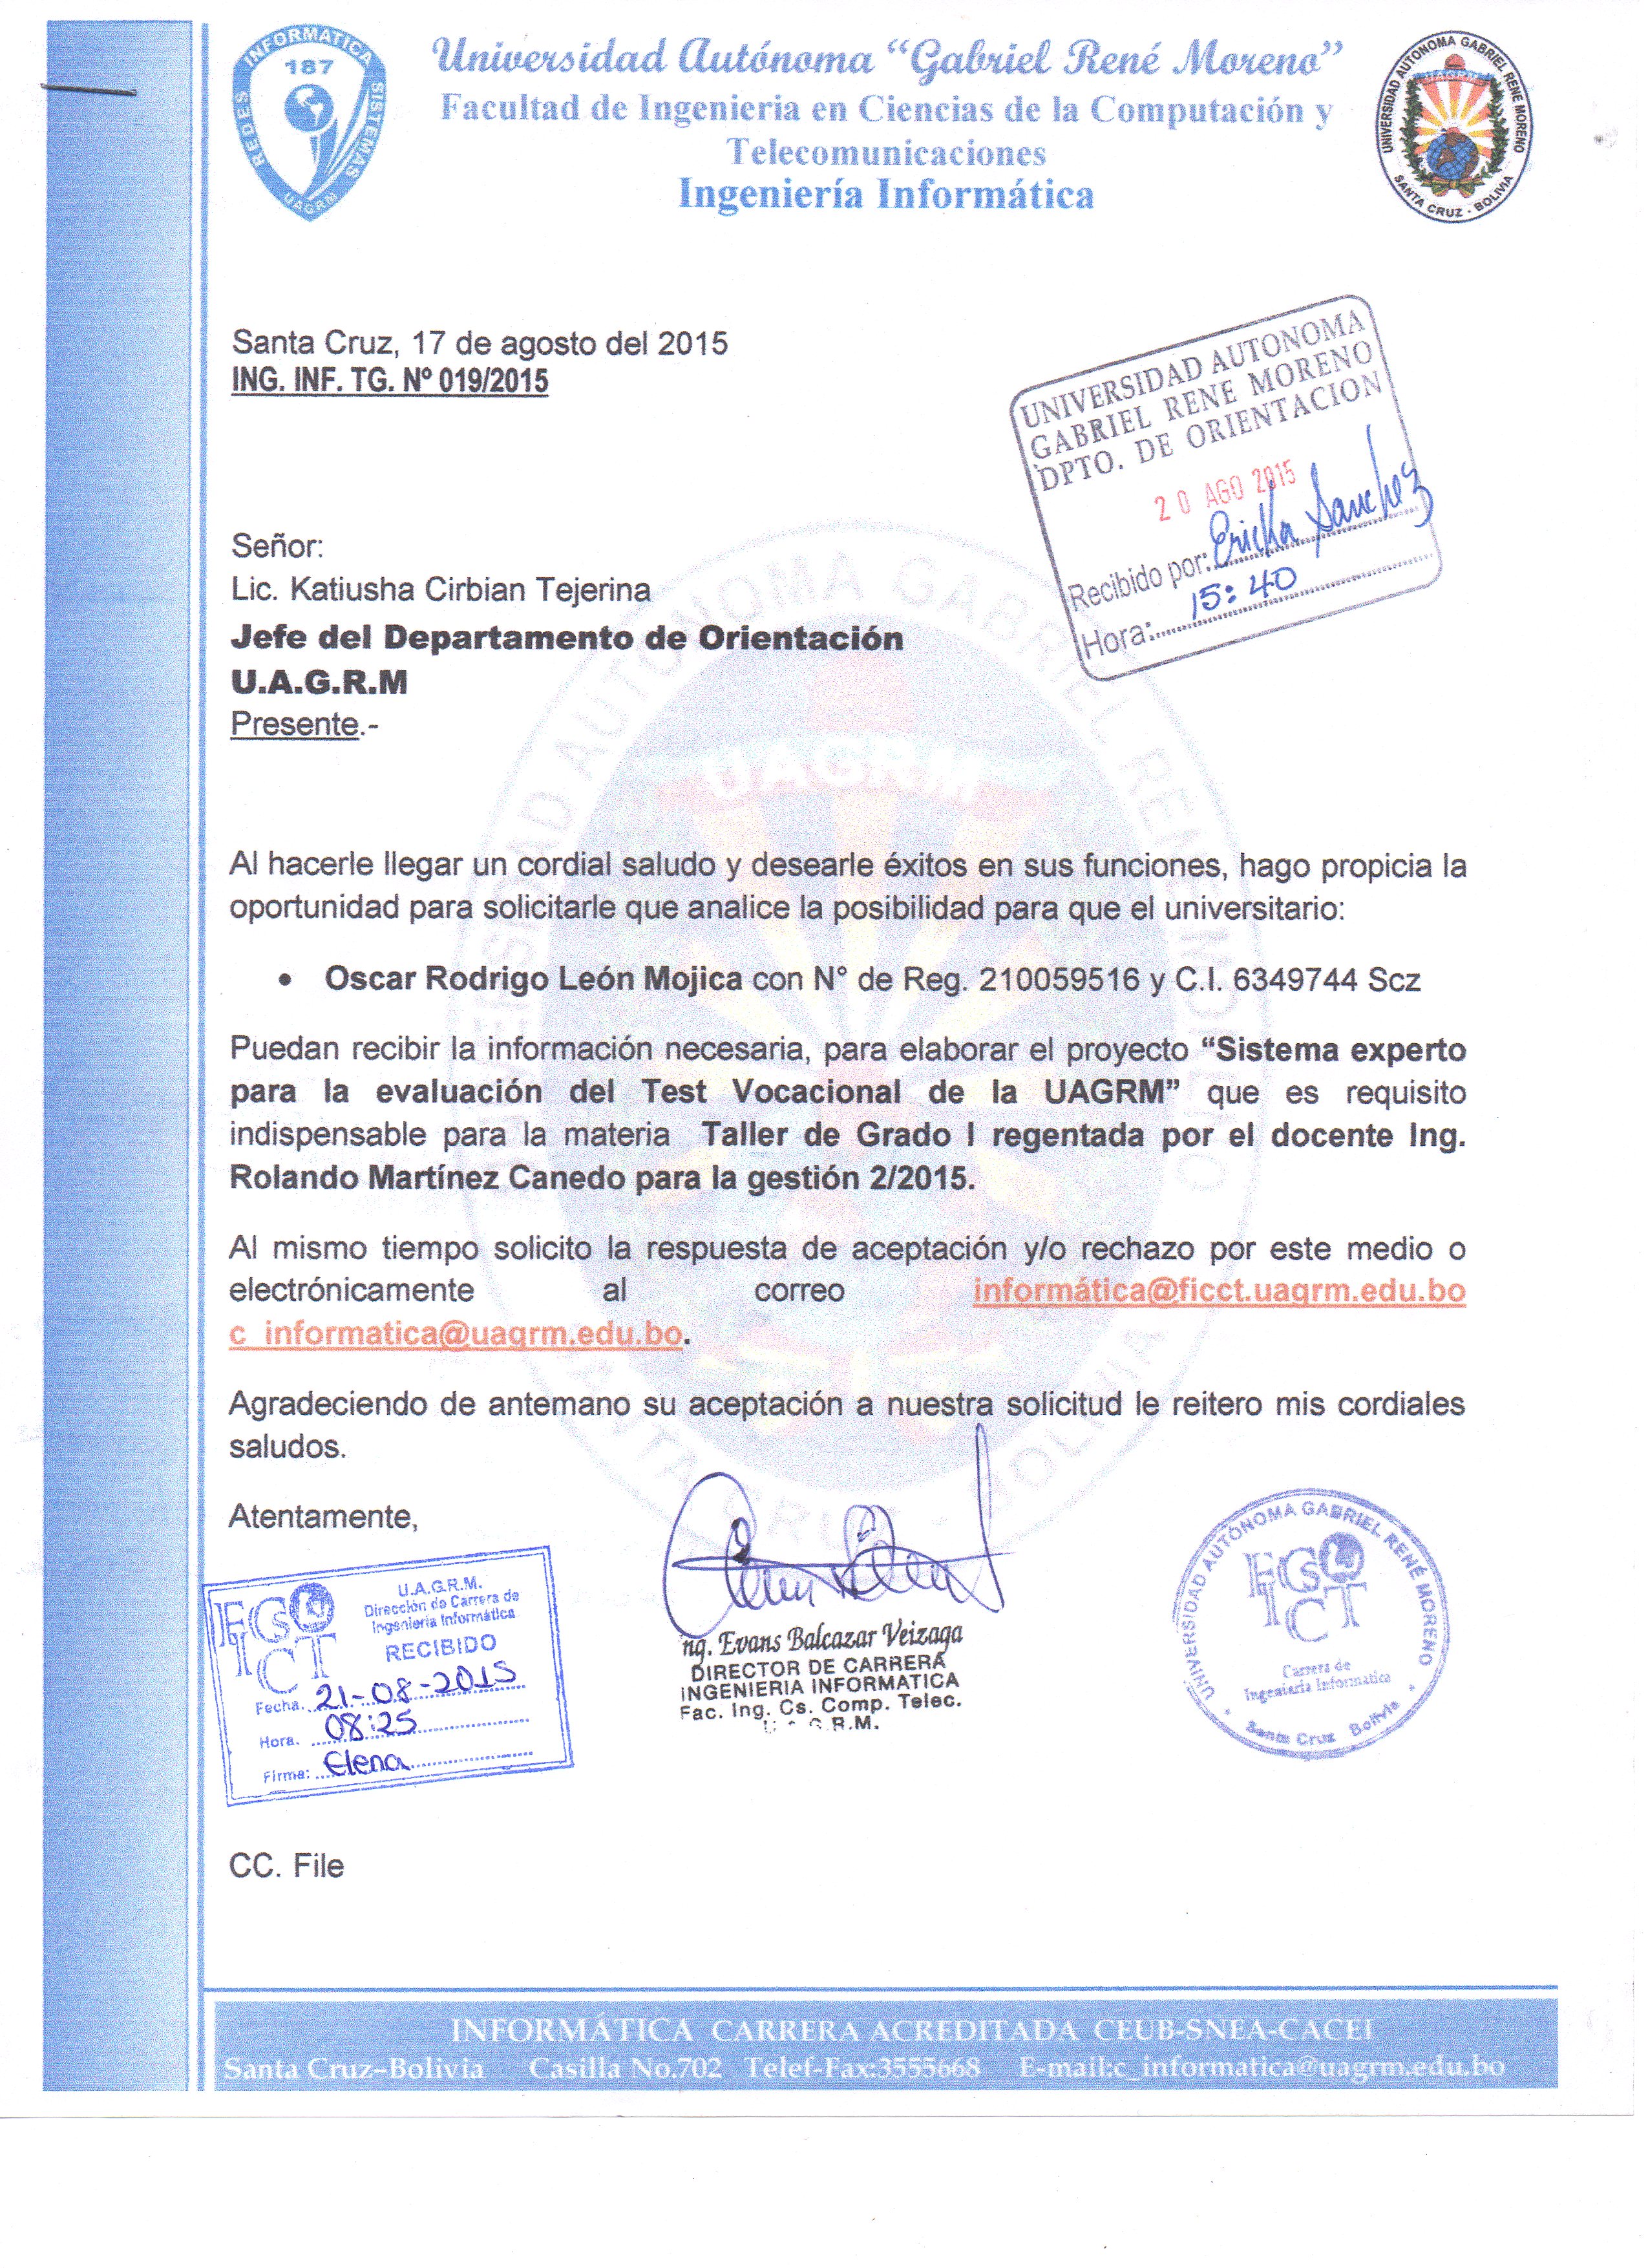 INFORMATICA
187
REDES
SISTEMAS
UAGRM
Universidad Autónoma “Gabriel René Moreno”
Facultad de Ingenieria en Ciencias de la Computación y
Telecomunicaciones
Ingeniería Informática
UNIVERSIDAD AUTONOMA GABRIEL RENE MORENO
UAGRM
SANTA CRUZ - BOLIVIA
Santa Cruz, 17 de agosto del 2015
ING. INF. TG. Nº 019/2015
UNIVERSIDAD AUTONOMA
GABRIEL RENE MORENO
DPTO. DE ORIENTACION
20 AGO 2015
Recibido por: Ericka Sanchez
Hora: 15:40
Señor:
Lic. Katiusha Cirbian Tejerina
Jefe del Departamento de Orientación
U.A.G.R.M
Presente.-
Al hacerle llegar un cordial saludo y desearle éxitos en sus funciones, hago propicia la
oportunidad para solicitarle que analice la posibilidad para que el universitario:
• Oscar Rodrigo León Mojica con N° de Reg. 210059516 y C.I. 6349744 Scz
Puedan recibir la información necesaria, para elaborar el proyecto “Sistema experto
para la evaluación del Test Vocacional de la UAGRM” que es requisito
indispensable para la materia Taller de Grado I regentada por el docente Ing.
Rolando Martínez Canedo para la gestión 2/2015.
Al mismo tiempo solicito la respuesta de aceptación y/o rechazo por este medio o
electrónicamente al correo informática@ficct.uagrm.edu.bo
c_informatica@uagrm.edu.bo.
Agradeciendo de antemano su aceptación a nuestra solicitud le reitero mis cordiales
saludos.
Atentamente,
UNIVERSIDAD AUTONOMA GABRIEL RENE MORENO
UAGRM
SANTA CRUZ - BOLIVIA
U.A.G.R.M.
Dirección de Carrera de
Ingeniería Informática
RECIBIDO
Fecha. 21-08-2015
Hora. 08:25
Firma: Elena
ng. Evans Balcazar Veizaga
DIRECTOR DE CARRERA
INGENIERIA INFORMATICA
Fac. Ing. Cs. Comp. Telec.
R.M.
UNIVERSIDAD AUTÓNOMA GABRIEL RENÉ MORENO
Carrera de
Ingeniería Informatica
Santa Cruz Bolivia
CC. File
INFORMÁTICA CARRERA ACREDITADA CEUB-SNEA-CACEI
Santa Cruz–Bolivia Casilla No.702 Telef-Fax:3555668 E-mail:c_informatica@uagrm.edu.bo